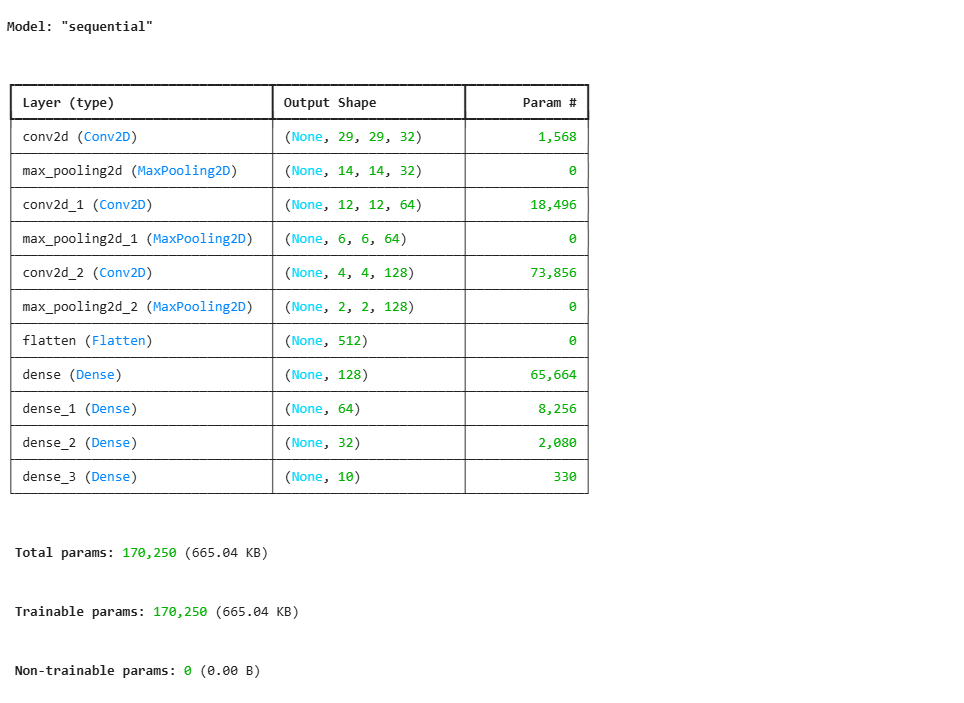 Model: "sequential"
Layer (type) Output Shape Param #
conv2d (Conv2D) (None, 29, 29, 32) 1,568
max_pooling2d (MaxPooling2D) (None, 14, 14, 32) 0
conv2d_1 (Conv2D) (None, 12, 12, 64) 18,496
max_pooling2d_1 (MaxPooling2D) (None, 6, 6, 64) 0
conv2d_2 (Conv2D) (None, 4, 4, 128) 73,856
max_pooling2d_2 (MaxPooling2D) (None, 2, 2, 128) 0
flatten (Flatten) (None, 512) 0
dense (Dense) (None, 128) 65,664
dense_1 (Dense) (None, 64) 8,256
dense_2 (Dense) (None, 32) 2,080
dense_3 (Dense) (None, 10) 330
Total params: 170,250 (665.04 KB)
Trainable params: 170,250 (665.04 KB)
Non-trainable params: 0 (0.00 B)